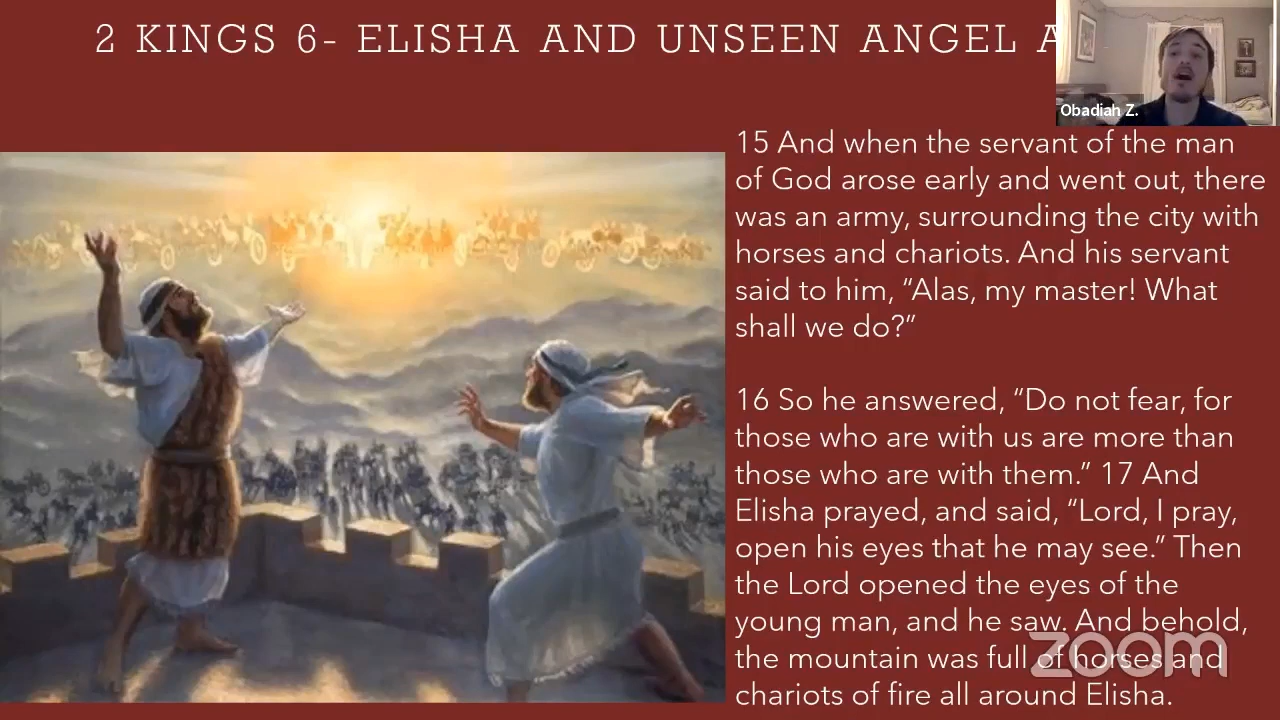 2 KINGS 6- ELISHA AND UNSEEN ANGEL A
Obadiah Z.
15 And when the servant of the man
of God arose early and went out, there
was an army, surrounding the city with
horses and chariots. And his servant
said to him, “Alas, my master! What
shall we do?”
16 So he answered, “Do not fear, for
those who are with us are more than
those who are with them.” 17 And
Elisha prayed, and said, “Lord, I pray,
open his eyes that he may see.” Then
the Lord opened the eyes of the
young man, and he saw. And behold,
the mountain was full of horses and
chariots of fire all around Elisha.
zoom